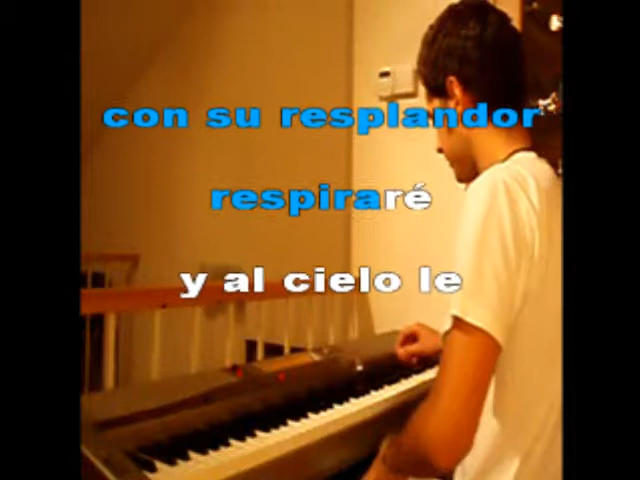 con su resplandor
respiraré
y al cielo le